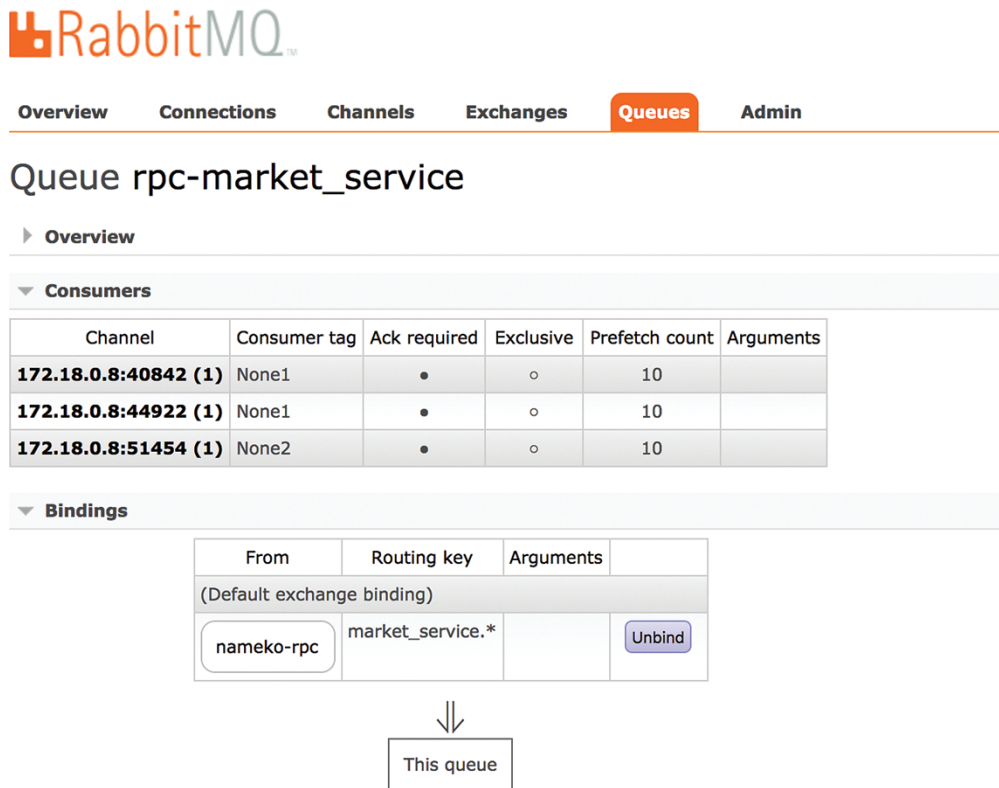 RabbitMQ™
Overview Connections Channels Exchanges Queues Admin
Queue rpc-market_service
Overview
Consumers
Channel Consumer tag Ack required Exclusive Prefetch count Arguments
172.18.0.8:40842 (1) None1 ● ○ 10
172.18.0.8:44922 (1) None1 ● ○ 10
172.18.0.8:51454 (1) None2 ● ○ 10
Bindings
From Routing key Arguments
(Default exchange binding)
nameko-rpc market_service.* Unbind
⇓
This queue